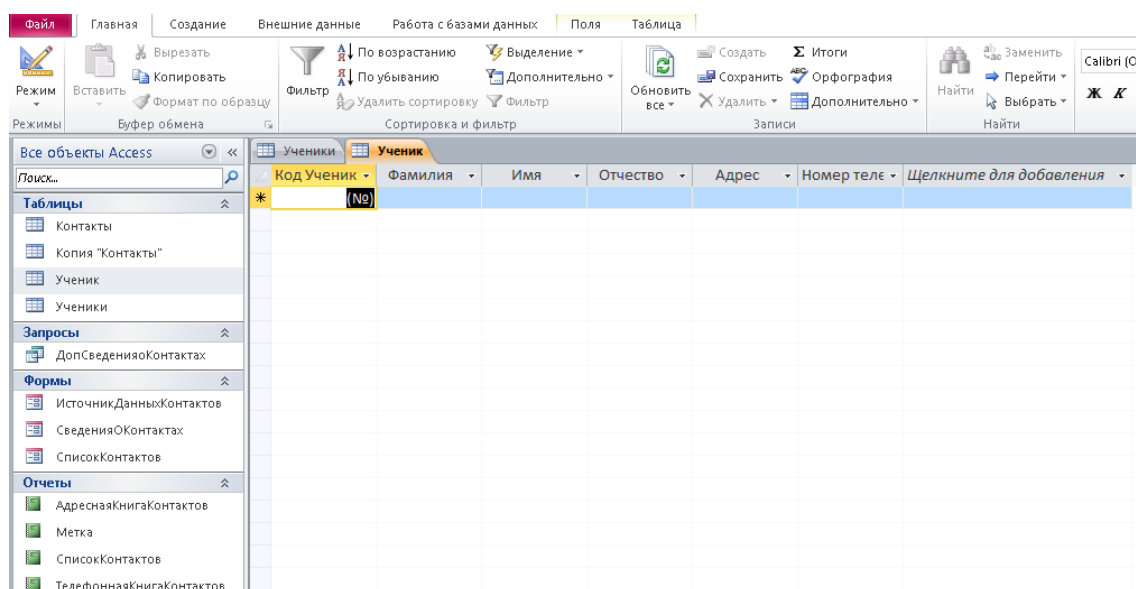 Файл Главная Создание Внешние данные Работа с базами данных Поля Таблица
Режим
Режимы
Вставить
Вырезать
Копировать
Формат по образцу
Буфер обмена
Фильтр
По возрастанию
По убыванию
Удалить сортировку
Выделение
Дополнительно
Фильтр
Сортировка и фильтр
Обновить
все
Создать
Сохранить
Удалить
Σ Итоги
Орфография
Дополнительно
Записи
Найти
Заменить
Перейти
Выбрать
Найти
Calibri (О
Ж К
Все объекты Access
Поиск...
Таблицы
Контакты
Копия "Контакты"
Ученик
Ученики
Запросы
ДопСведенияоКонтактах
Формы
ИсточникДанныхКонтактов
СведенияОКонтактах
СписокКонтактов
Отчеты
АдреснаяКнигаКонтактов
Метка
СписокКонтактов
ТелефоннаяКнигаКонтактов
Ученики Ученик
Код Ученик Фамилия Имя Отчество Адрес Номер теле Щелкните для добавления
(№)